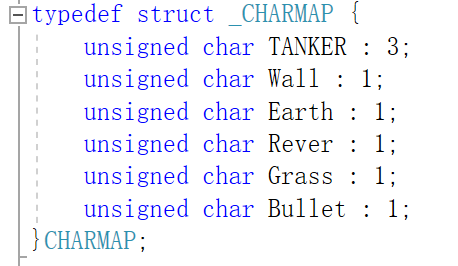 typedef struct _CHARMAP {
unsigned char TANKER : 3;
unsigned char Wall : 1;
unsigned char Earth : 1;
unsigned char Rever : 1;
unsigned char Grass : 1;
unsigned char Bullet : 1;
}CHARMAP;